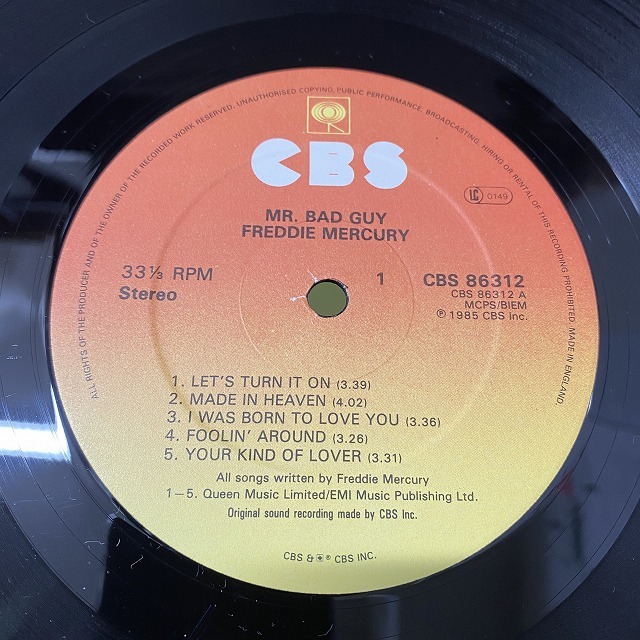 ALL RIGHTS OF THE PRODUCER AND OF THE OWNER OF THE RECORDED WORK RESERVED. UNAUTHORISED COPYING, PUBLIC PERFORMANCE, BROADCASTING, HIRING OR RENTAL OF THIS RECORDING PROHIBITED. MADE IN ENGLAND.
CBS
LC 0149
MR. BAD GUY
FREDDIE MERCURY
33⅓ RPM
Stereo
1
CBS 86312
CBS 86312 A
MCPS/BIEM
℗ 1985 CBS Inc.
1. LET'S TURN IT ON (3.39)
2. MADE IN HEAVEN (4.02)
3. I WAS BORN TO LOVE YOU (3.36)
4. FOOLIN' AROUND (3.26)
5. YOUR KIND OF LOVER (3.31)
All songs written by Freddie Mercury
1–5. Queen Music Limited/EMI Music Publishing Ltd.
Original sound recording made by CBS Inc.
CBS & ® CBS INC.